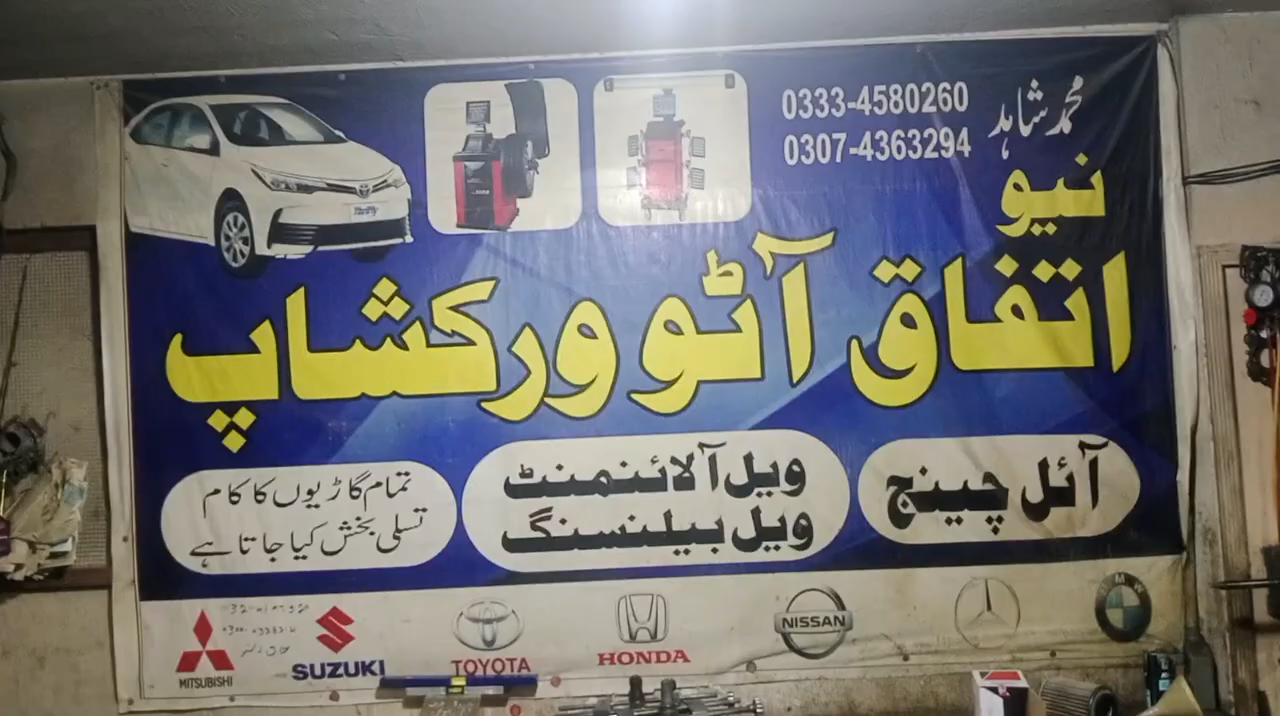 محمد شاہد
0333-4580260
0307-4363294
نیو
اتفاق آٹو ورکشاپ
آئل چینج
ویل آلائنمنٹ
ویل بیلنسنگ
تمام گاڑیوں کا کام
تسلی بخش کیا جاتا ہے
MITSUBISHI
SUZUKI
TOYOTA
HONDA
NISSAN
BMW